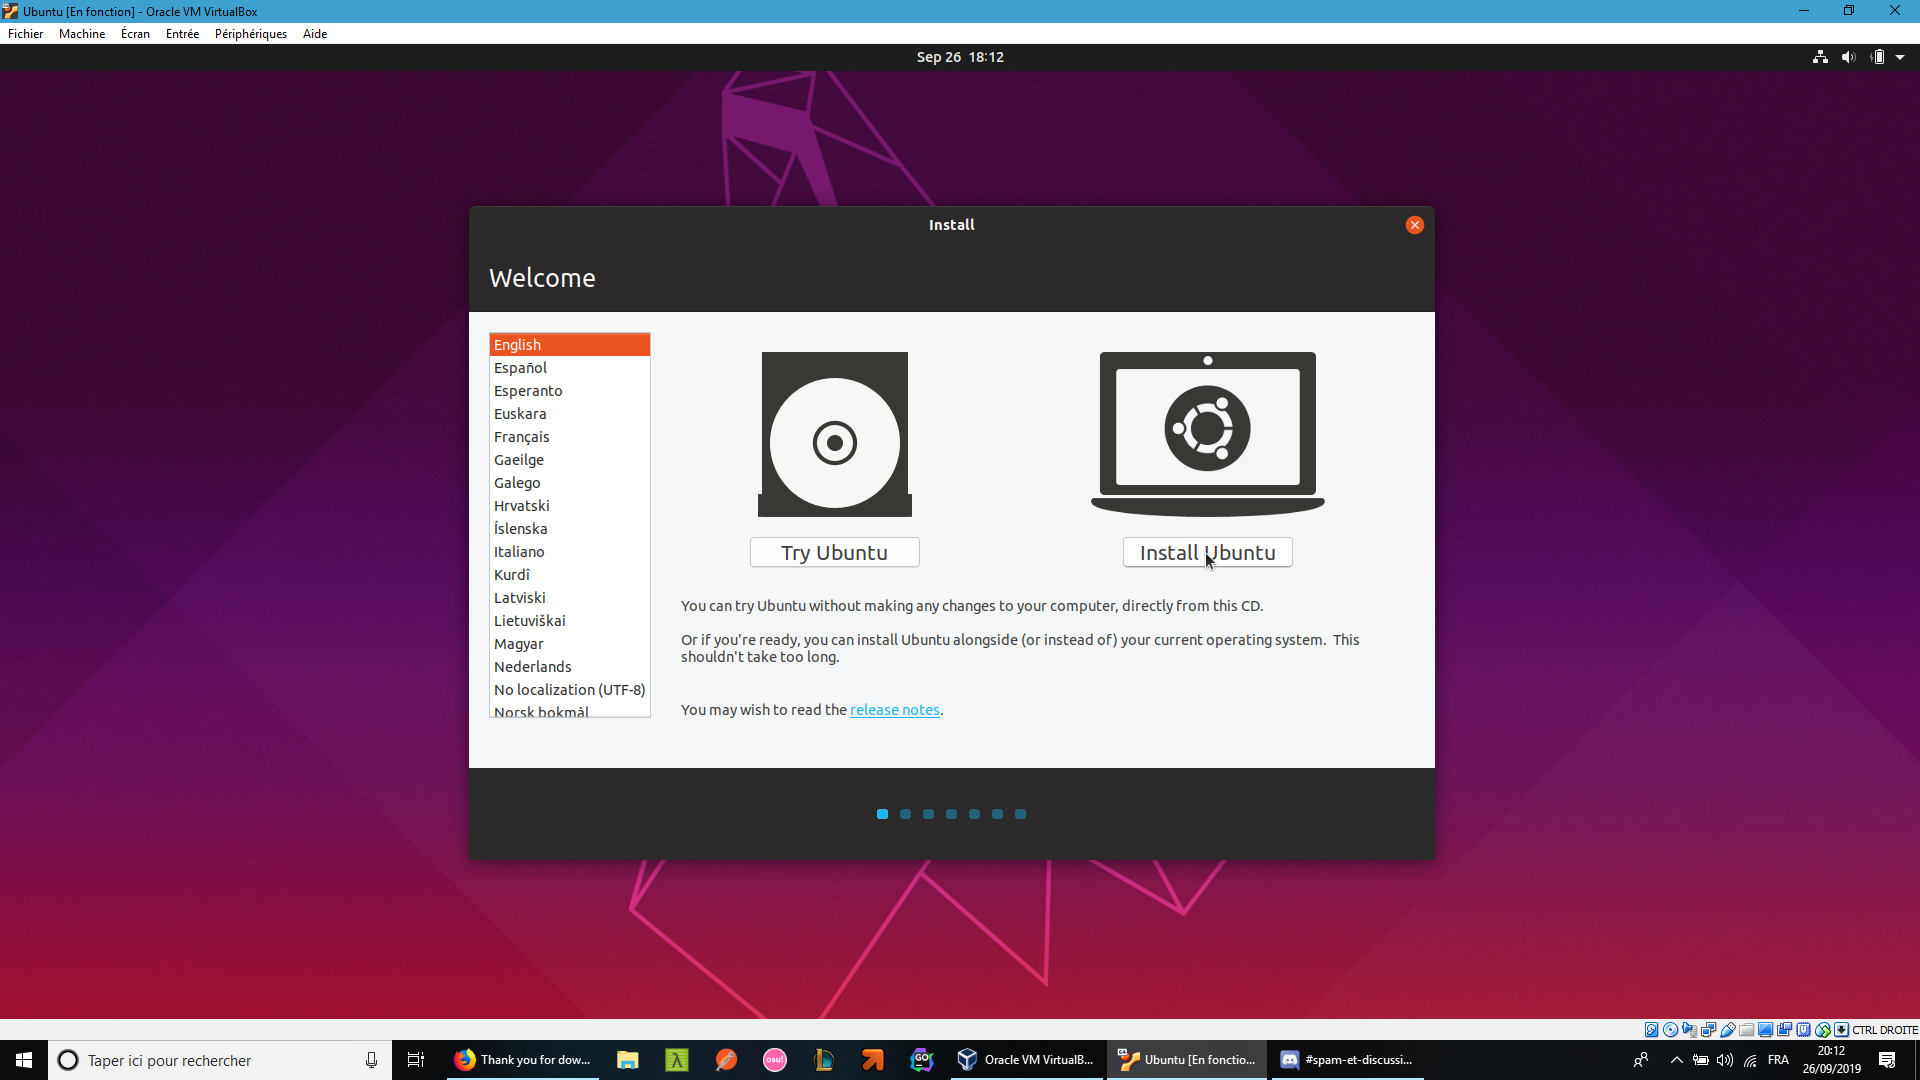 Ubuntu [En fonction] - Oracle VM VirtualBox
Fichier Machine Écran Entrée Périphériques Aide
Sep 26 18:12
Install
Welcome
English
Español
Esperanto
Euskara
Français
Gaeilge
Galego
Hrvatski
Íslenska
Italiano
Kurdî
Latviski
Lietuviškai
Magyar
Nederlands
No localization (UTF-8)
Norsk bokmål
Try Ubuntu
Install Ubuntu
You can try Ubuntu without making any changes to your computer, directly from this CD.
Or if you're ready, you can install Ubuntu alongside (or instead of) your current operating system. This
shouldn't take too long.
You may wish to read the release notes.
CTRL DROITE
Taper ici pour rechercher
Thank you for dow...
osu!
GO
Oracle VM VirtualB...
Ubuntu [En fonctio...
#spam-et-discussi...
FRA
20:12
26/09/2019